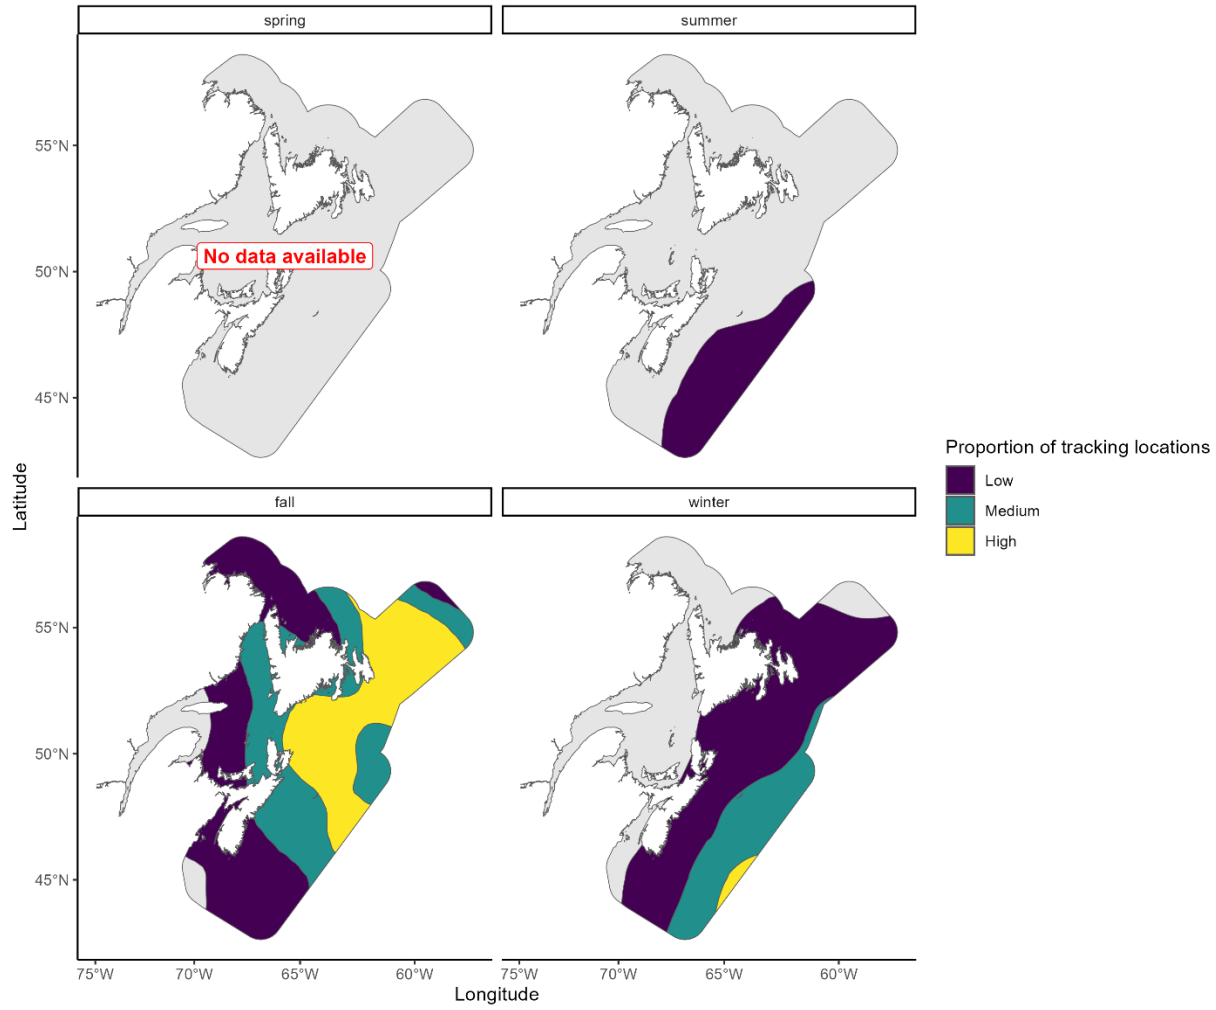 spring
summer
55°N
No data available
50°N
45°N
Proportion of tracking locations
Low
Medium
High
Latitude
fall
winter
55°N
50°N
45°N
75°W 70°W 65°W 60°W 75°W 70°W 65°W 60°W
Longitude